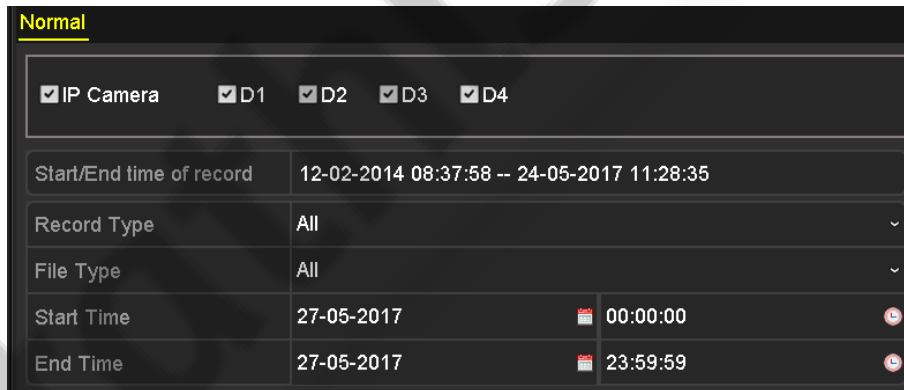 Normal
IP Camera D1 D2 D3 D4
Start/End time of record 12-02-2014 08:37:58 -- 24-05-2017 11:28:35
Record Type All
File Type All
Start Time 27-05-2017 00:00:00
End Time 27-05-2017 23:59:59